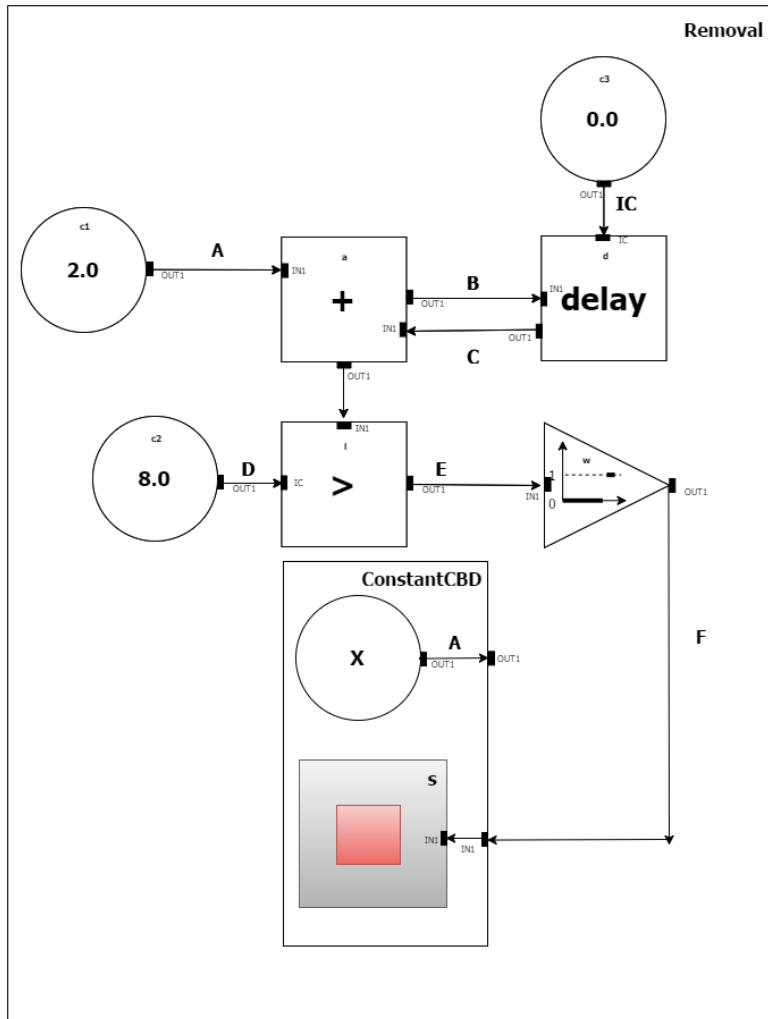 Removal
c3
0.0
OUT1
IC
IC
c1
2.0
OUT1
A
a
+
IN1
OUT1
IN1
OUT1
B
C
d
delay
IN1
OUT1
c2
8.0
OUT1
D
IN1
l
>
IC
OUT1
E
w
1
0
IN1
OUT1
F
ConstantCBD
X
OUT1
A
OUT1
s
IN1
IN1